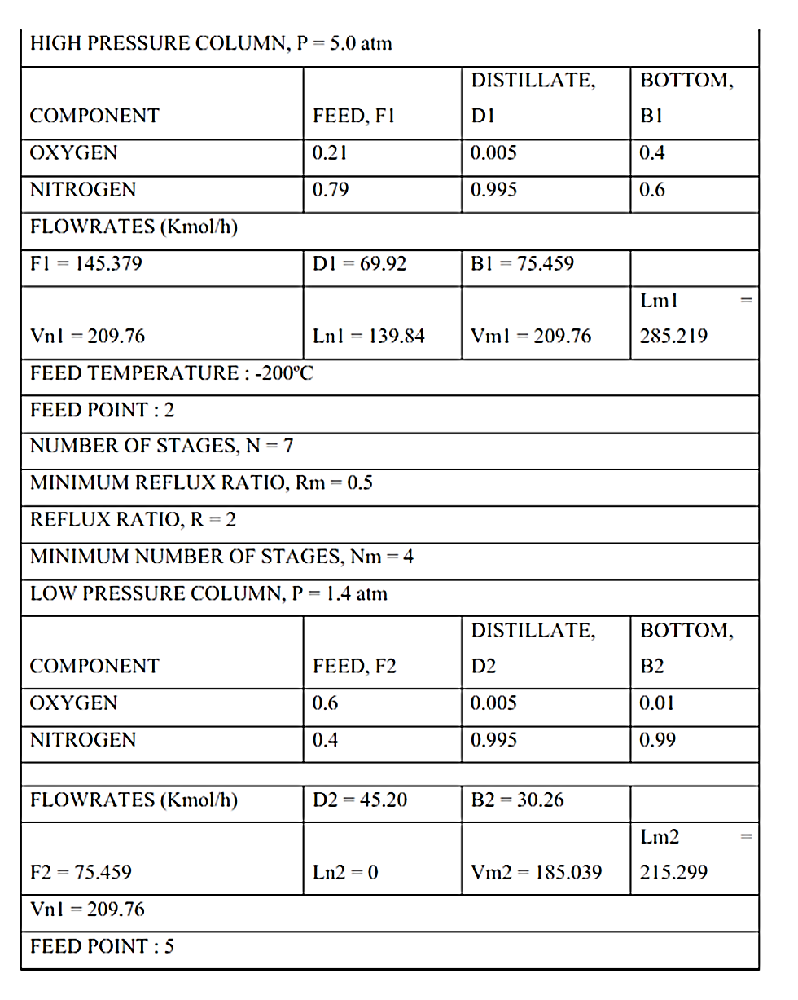 HIGH PRESSURE COLUMN, P = 5.0 atm
COMPONENT FEED, F1 DISTILLATE, D1 BOTTOM, B1
OXYGEN 0.21 0.005 0.4
NITROGEN 0.79 0.995 0.6
FLOWRATES (Kmol/h)
F1 = 145.379 D1 = 69.92 B1 = 75.459
Vn1 = 209.76 Ln1 = 139.84 Vm1 = 209.76 Lm1 = 285.219
FEED TEMPERATURE : -200ºC
FEED POINT : 2
NUMBER OF STAGES, N = 7
MINIMUM REFLUX RATIO, Rm = 0.5
REFLUX RATIO, R = 2
MINIMUM NUMBER OF STAGES, Nm = 4
LOW PRESSURE COLUMN, P = 1.4 atm
COMPONENT FEED, F2 DISTILLATE, D2 BOTTOM, B2
OXYGEN 0.6 0.005 0.01
NITROGEN 0.4 0.995 0.99
FLOWRATES (Kmol/h) D2 = 45.20 B2 = 30.26
F2 = 75.459 Ln2 = 0 Vm2 = 185.039 Lm2 = 215.299
Vn1 = 209.76
FEED POINT : 5